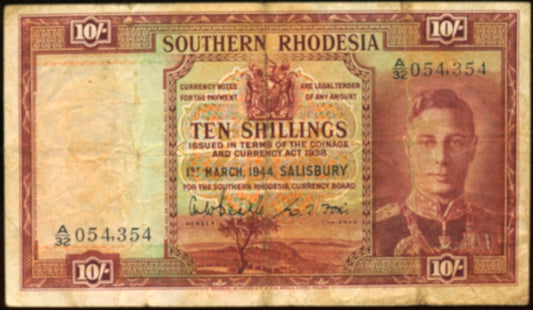 10/- 10/-
SOUTHERN RHODESIA
A/32 054,354
CURRENCY NOTES ARE LEGAL TENDER
FOR THE PAYMENT OF ANY AMOUNT
TEN SHILLINGS
ISSUED IN TERMS OF THE COINAGE
AND CURRENCY ACT 1938
1ST MARCH, 1944, SALISBURY
FOR THE SOUTHERN RHODESIA CURRENCY BOARD
MEMBER CHAIRMAN
A/32 054,354
10/- 10/-